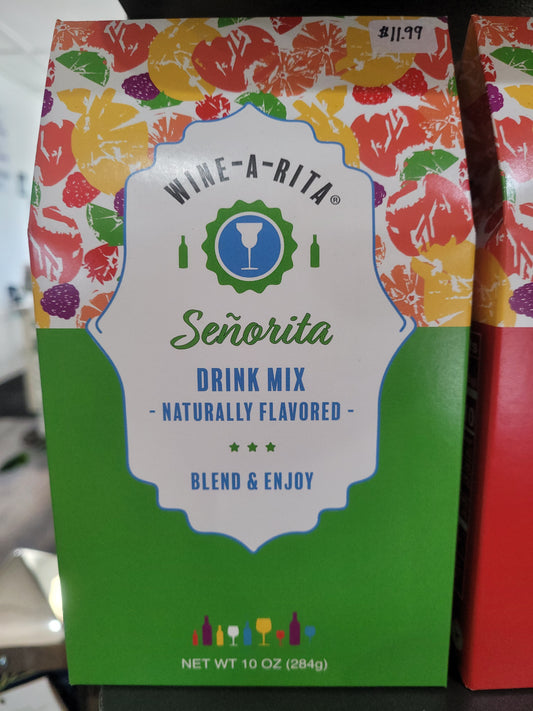 $11.99
WINE-A-RITA®
Señorita
DRINK MIX
- NATURALLY FLAVORED -
BLEND & ENJOY
NET WT 10 OZ (284g)